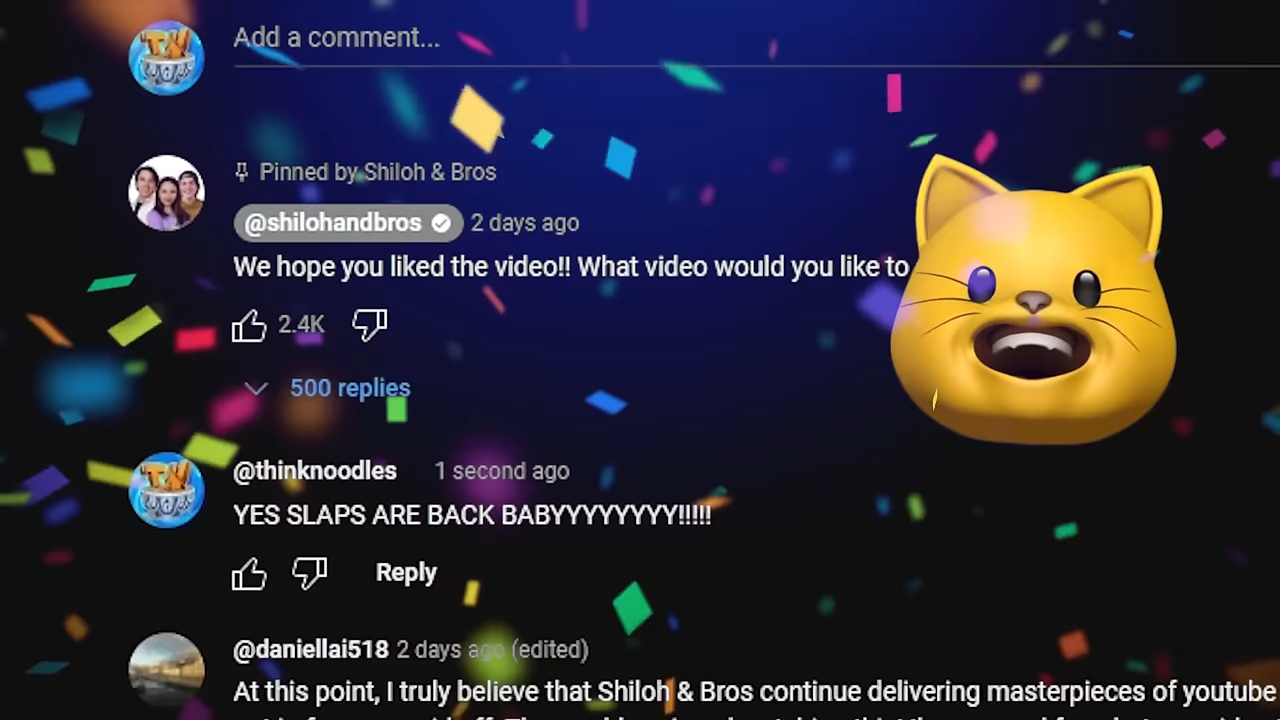 TN
Add a comment...
Pinned by Shiloh & Bros
@shilohandbros 2 days ago
We hope you liked the video!! What video would you like to
2.4K
500 replies
TN
@thinknoodles 1 second ago
YES SLAPS ARE BACK BABYYYYYYYY!!!!!
Reply
@daniellai518 2 days ago (edited)
At this point, I truly believe that Shiloh & Bros continue delivering masterpieces of youtube